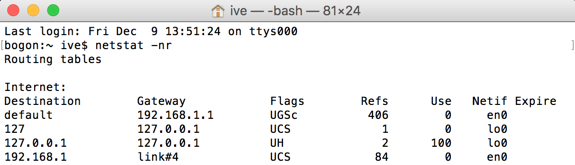 ive — -bash — 81×24
Last login: Fri Dec  9 13:51:24 on ttys000
[bogon:~ ive$ netstat -nr ]
Routing tables

Internet:
Destination        Gateway            Flags        Refs      Use   Netif Expire
default            192.168.1.1        UGSc          406        0     en0
127                127.0.0.1          UCS             1        0     lo0
127.0.0.1          127.0.0.1          UH              2      100     lo0
192.168.1          link#4             UCS            84        0     en0